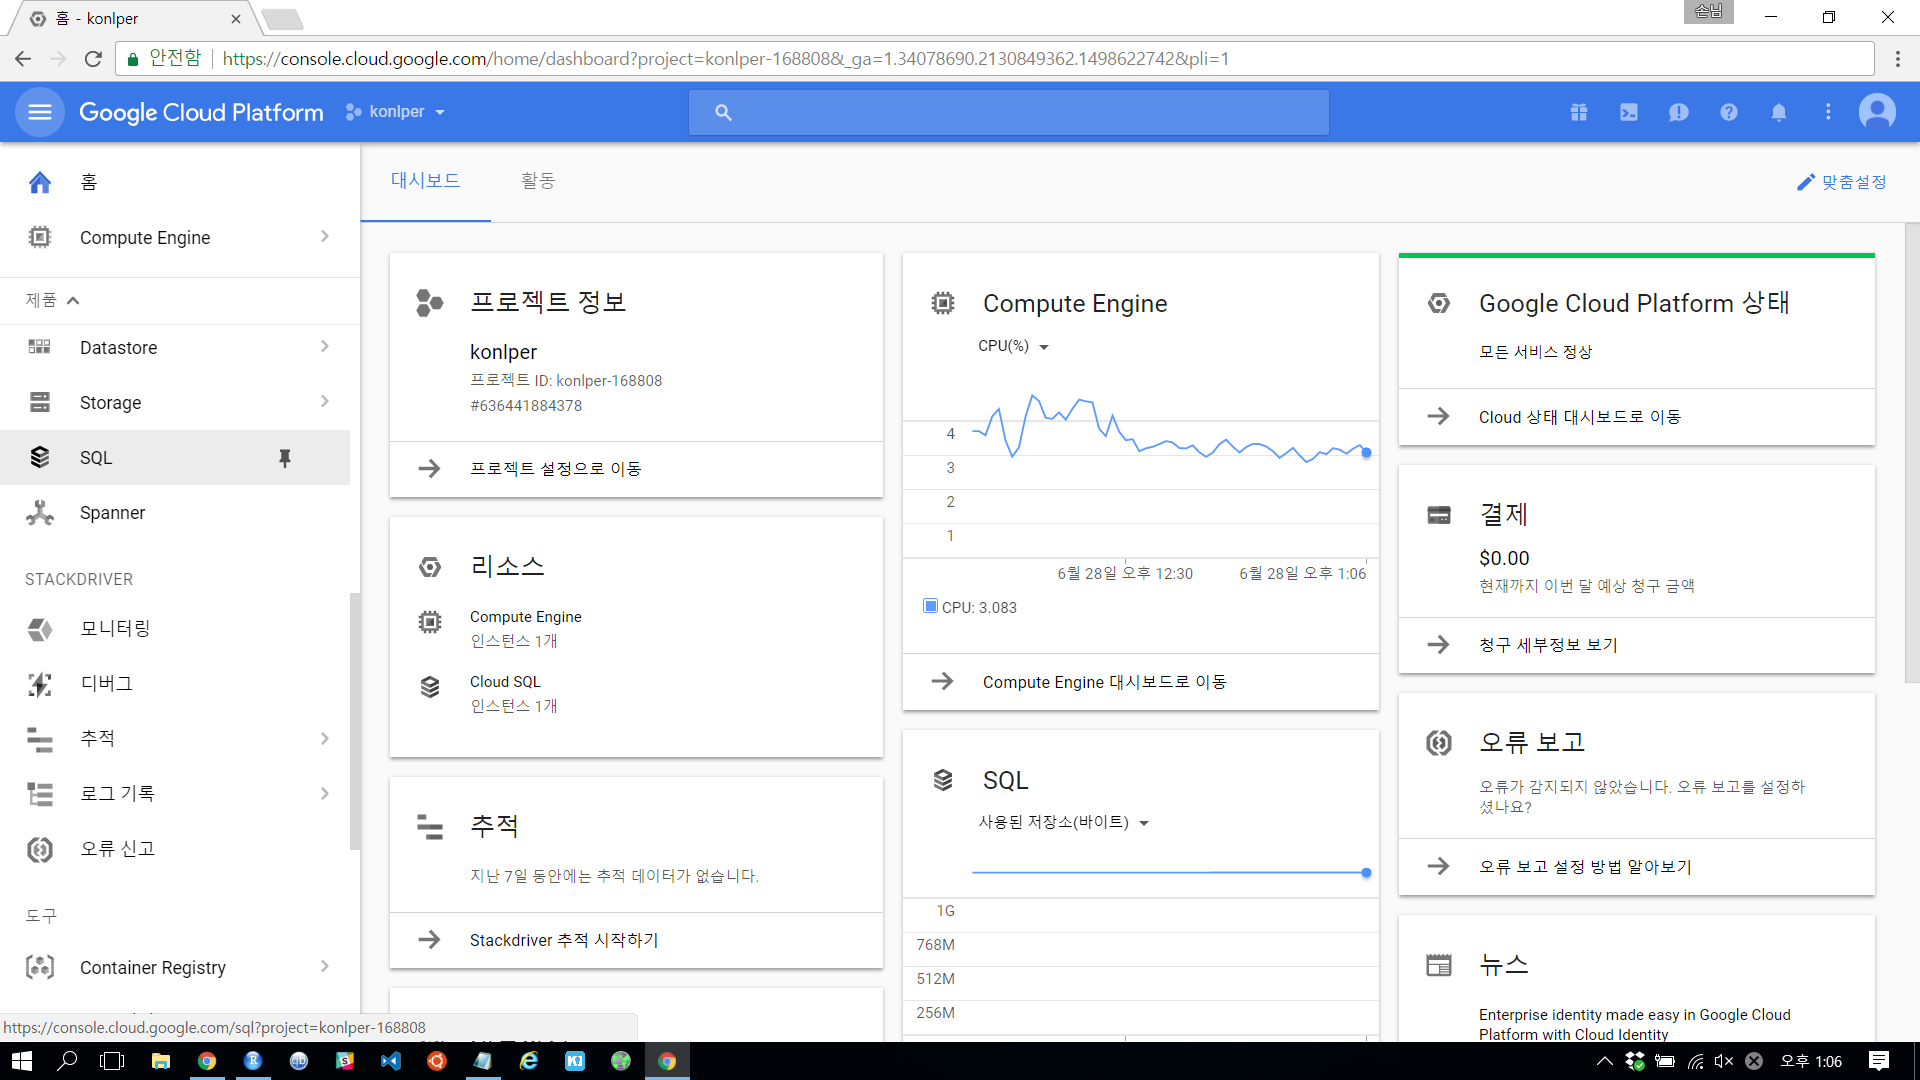 홈 - konlper
손님
안전함
https://console.cloud.google.com/home/dashboard?project=konlper-168808&_ga=1.34078690.2130849362.1498622742&pli=1
Google Cloud Platform
konlper
홈
Compute Engine
제품
Datastore
Storage
SQL
Spanner
STACKDRIVER
모니터링
디버그
추적
로그 기록
오류 신고
도구
Container Registry
https://console.cloud.google.com/sql?project=konlper-168808
대시보드
활동
맞춤설정
프로젝트 정보
konlper
프로젝트 ID: konlper-168808
#636441884378
프로젝트 설정으로 이동
리소스
Compute Engine
인스턴스 1개
Cloud SQL
인스턴스 1개
추적
지난 7일 동안에는 추적 데이터가 없습니다.
Stackdriver 추적 시작하기
Compute Engine
CPU(%)
4
3
2
1
6월 28일 오후 12:30
6월 28일 오후 1:06
CPU: 3.083
Compute Engine 대시보드로 이동
SQL
사용된 저장소(바이트)
1G
768M
512M
256M
Google Cloud Platform 상태
모든 서비스 정상
Cloud 상태 대시보드로 이동
결제
$0.00
현재까지 이번 달 예상 청구 금액
청구 세부정보 보기
오류 보고
오류가 감지되지 않았습니다. 오류 보고를 설정하
셨나요?
오류 보고 설정 방법 알아보기
뉴스
Enterprise identity made easy in Google Cloud
Platform with Cloud Identity
오후 1:06